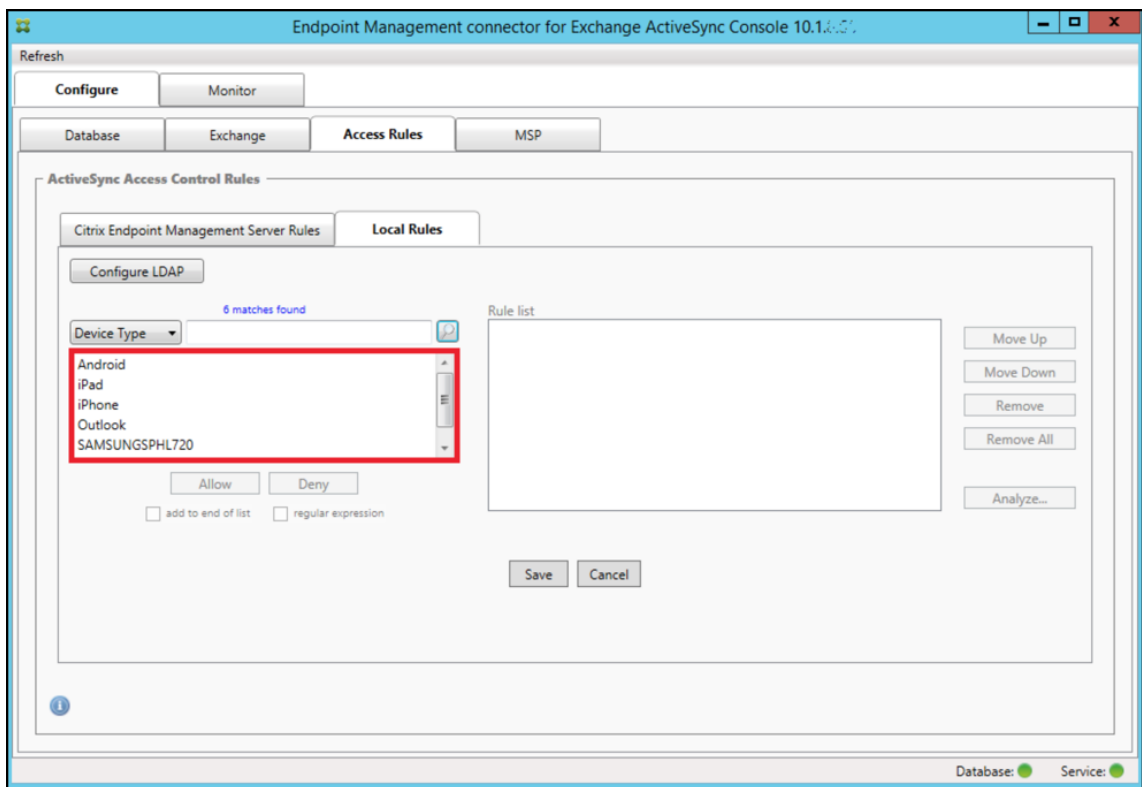 Endpoint Management connector for Exchange ActiveSync Console 10.1.
Refresh
Configure Monitor
Database Exchange Access Rules MSP
ActiveSync Access Control Rules
Citrix Endpoint Management Server Rules Local Rules
Configure LDAP
6 matches found
Rule list
Device Type
Android
iPad
iPhone
Outlook
SAMSUNGSPHL720
Move Up
Move Down
Remove
Remove All
Allow Deny
Analyze...
add to end of list regular expression
Save Cancel
Database: Service: